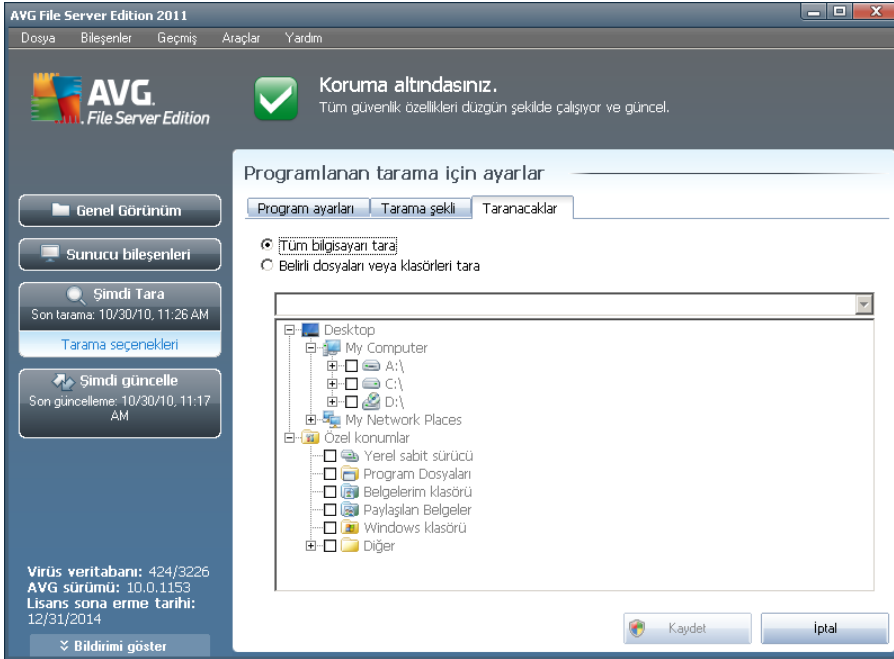 AVG File Server Edition 2011
Dosya Bileşenler Geçmiş Araçlar Yardım
AVG.
File Server Edition
Koruma altındasınız.
Tüm güvenlik özellikleri düzgün şekilde çalışıyor ve güncel.
Genel Görünüm
Sunucu bileşenleri
Şimdi Tara
Son tarama: 10/30/10, 11:26 AM
Tarama seçenekleri
Şimdi güncelle
Son güncelleme: 10/30/10, 11:17
AM
Virüs veritabanı: 424/3226
AVG sürümü: 10.0.1153
Lisans sona erme tarihi:
12/31/2014
Bildirimi göster
Programlanan tarama için ayarlar
Program ayarları Tarama şekli Taranacaklar
Tüm bilgisayarı tara
Belirli dosyaları veya klasörleri tara
Desktop
My Computer
A:\
C:\
D:\
My Network Places
Özel konumlar
Yerel sabit sürücü
Program Dosyaları
Belgelerim klasörü
Paylaşılan Belgeler
Windows klasörü
Diğer
Kaydet İptal